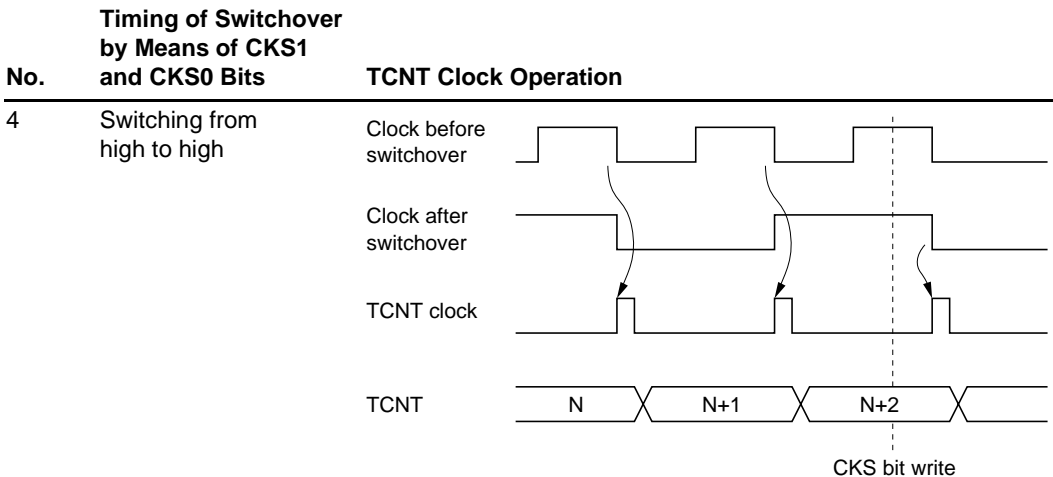 Timing of Switchover
by Means of CKS1
No. and CKS0 Bits TCNT Clock Operation
4 Switching from
high to high
Clock before
switchover
Clock after
switchover
TCNT clock
TCNT N N+1 N+2
CKS bit write